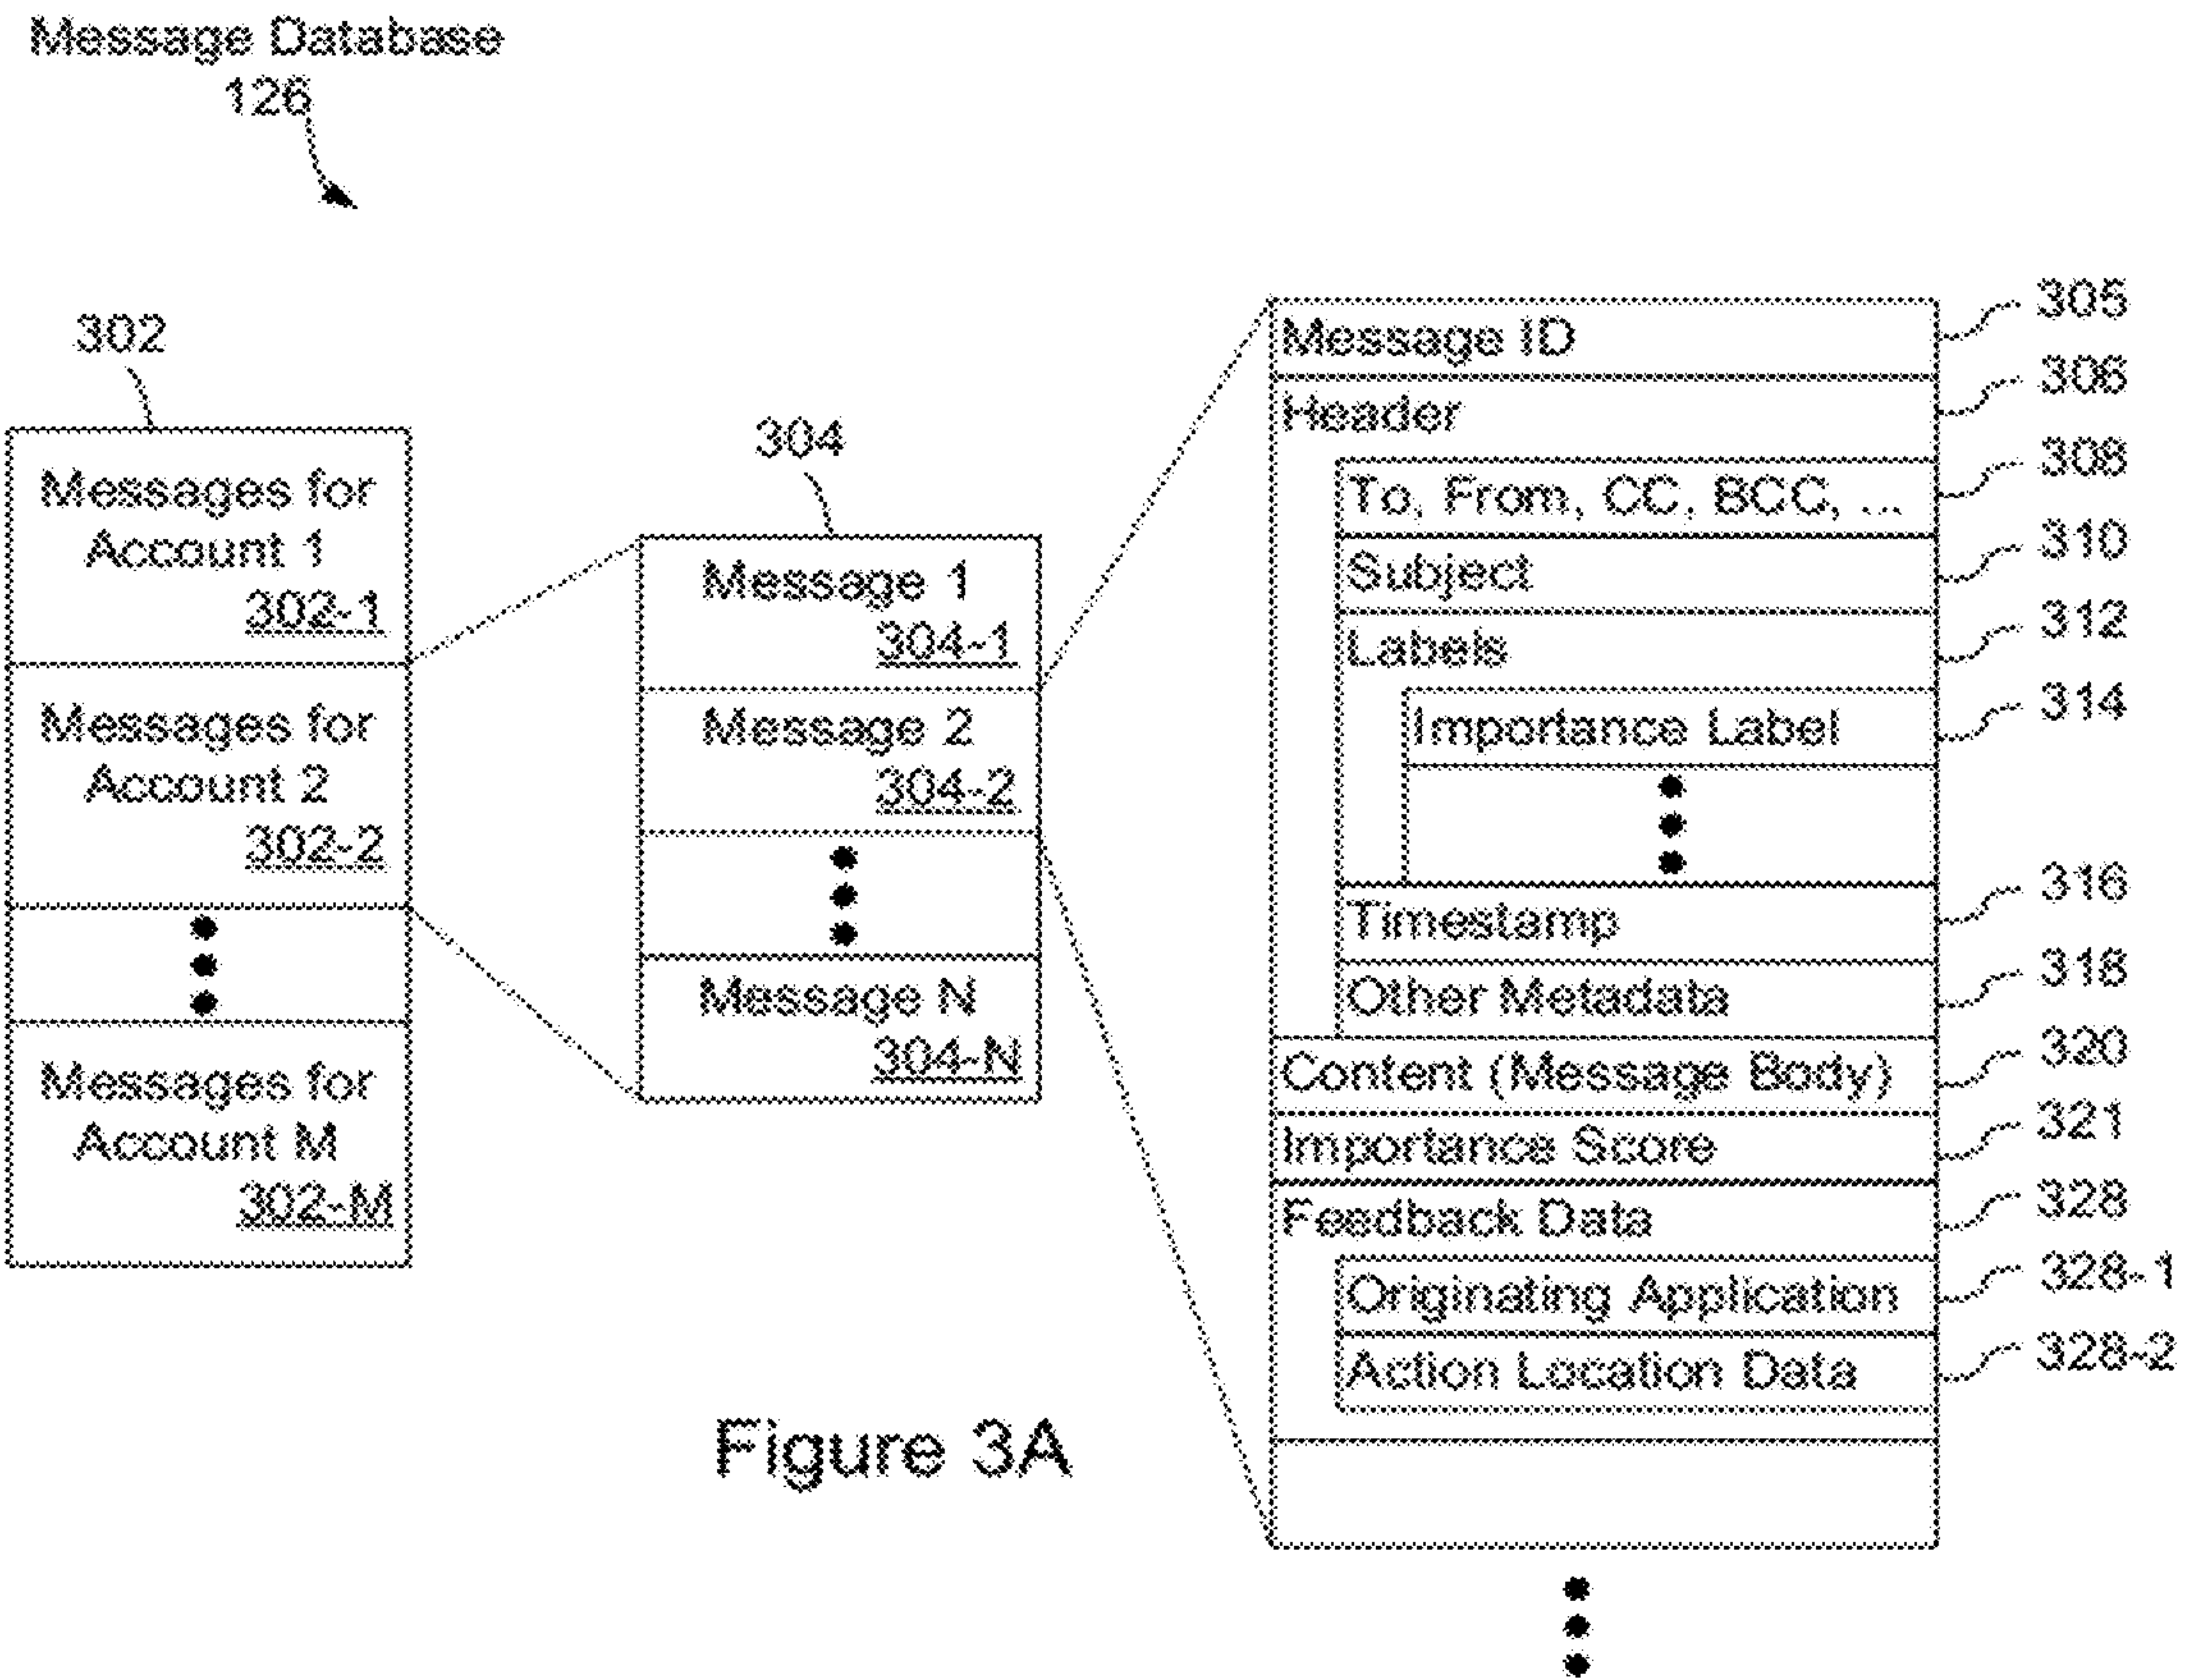 Message Database
126
302
Messages for
Account 1
302-1
Messages for
Account 2
302-2
Messages for
Account M
302-M
304
Message 1
304-1
Message 2
304-2
Message N
304-N
Message ID
305
Header
306
To, From, CC, BCC, ...
308
Subject
310
Labels
312
Importance Label
314
Timestamp
316
Other Metadata
318
Content (Message Body)
320
Importance Score
321
Feedback Data
328
Originating Application
328-1
Action Location Data
328-2
Figure 3A